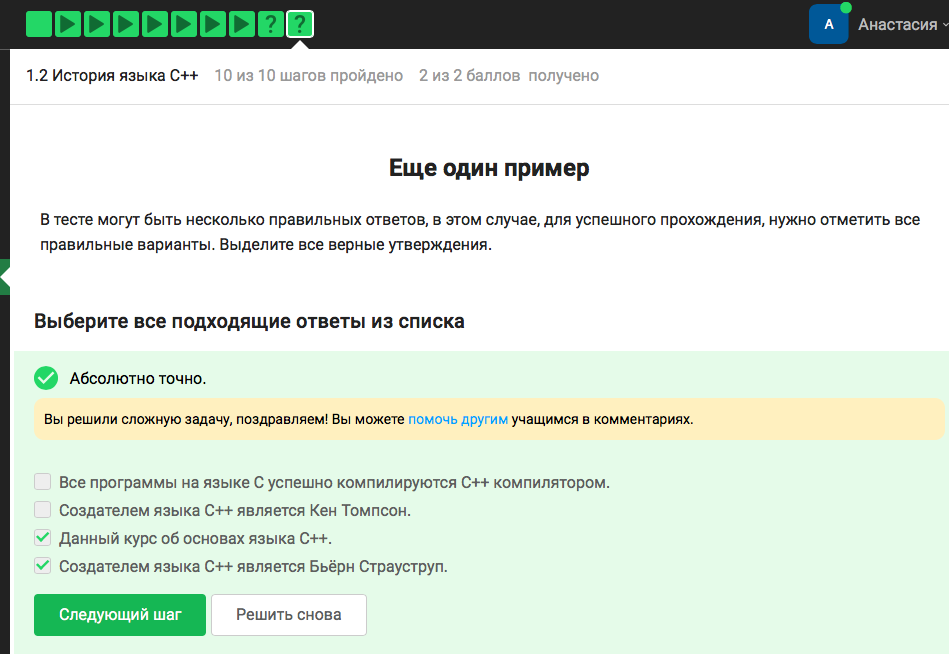 ? ?
А Анастасия
1.2 История языка C++ 10 из 10 шагов пройдено 2 из 2 баллов получено
Еще один пример
В тесте могут быть несколько правильных ответов, в этом случае, для успешного прохождения, нужно отметить все
правильные варианты. Выделите все верные утверждения.
Выберите все подходящие ответы из списка
Абсолютно точно.
Вы решили сложную задачу, поздравляем! Вы можете помочь другим учащимся в комментариях.
Все программы на языке C успешно компилируются C++ компилятором.
Создателем языка C++ является Кен Томпсон.
Данный курс об основах языка C++.
Создателем языка C++ является Бьёрн Страуструп.
Следующий шаг Решить снова